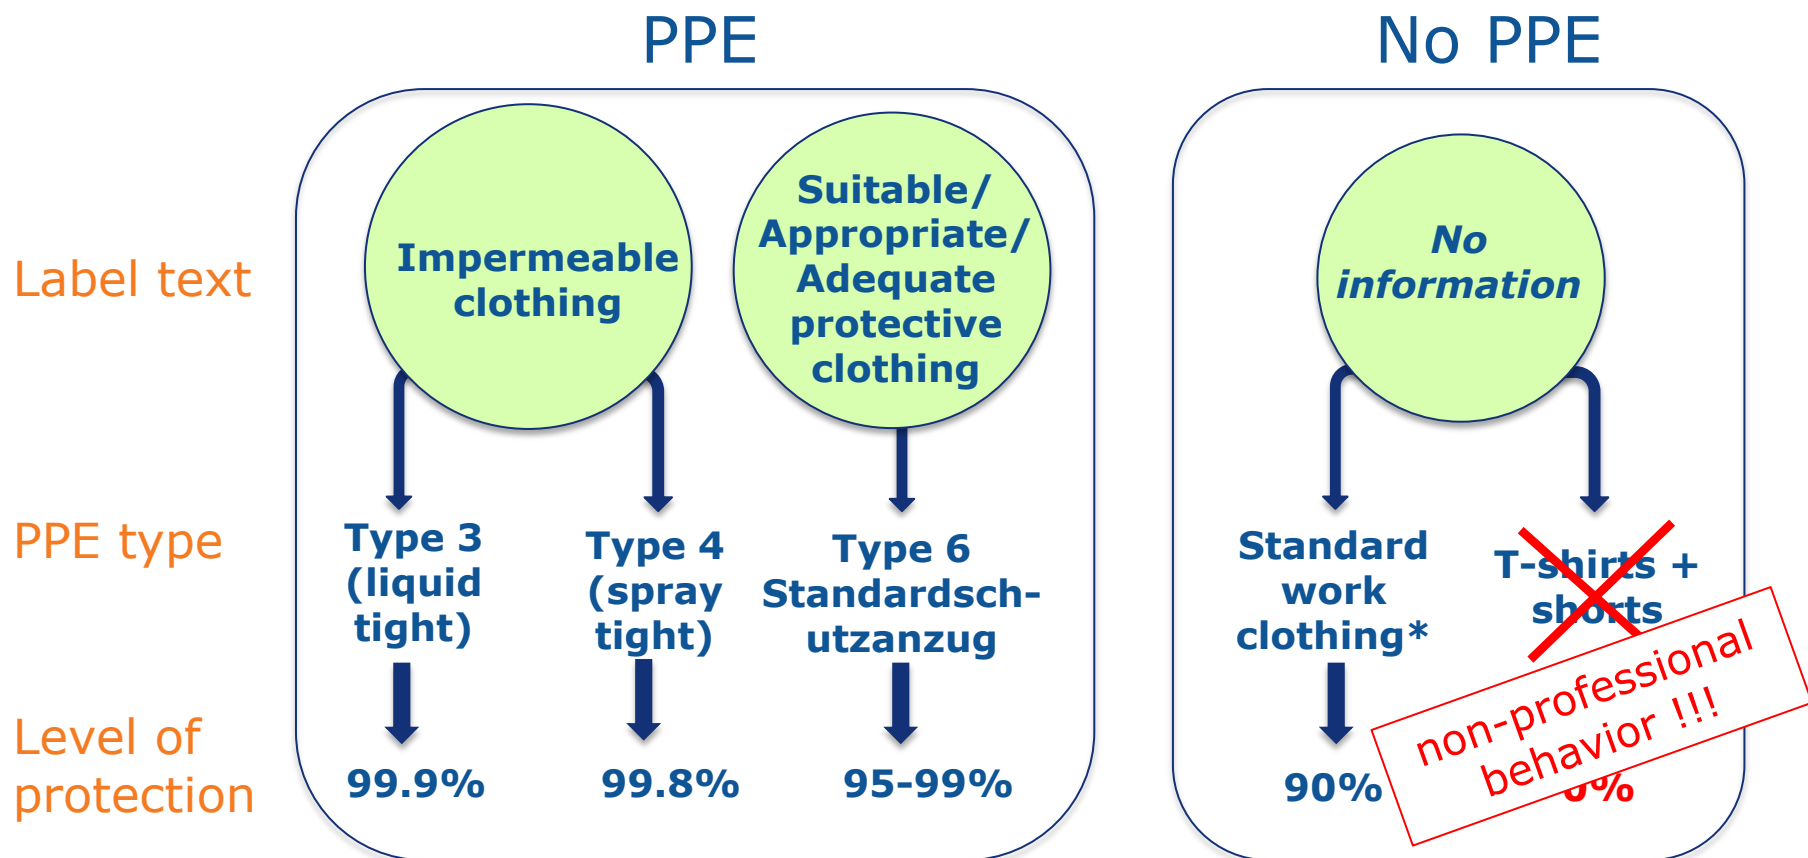 PPE
No PPE
Label text
Impermeable
clothing
Suitable/
Appropriate/
Adequate
protective
clothing
No
information
PPE type
Type 3
(liquid
tight)
Type 4
(spray
tight)
Type 6
Standardsch-
utzanzug
Standard
work
clothing*
T-shirts +
shorts
non-professional
behavior !!!
Level of
protection
99.9%
99.8%
95-99%
90%
0%